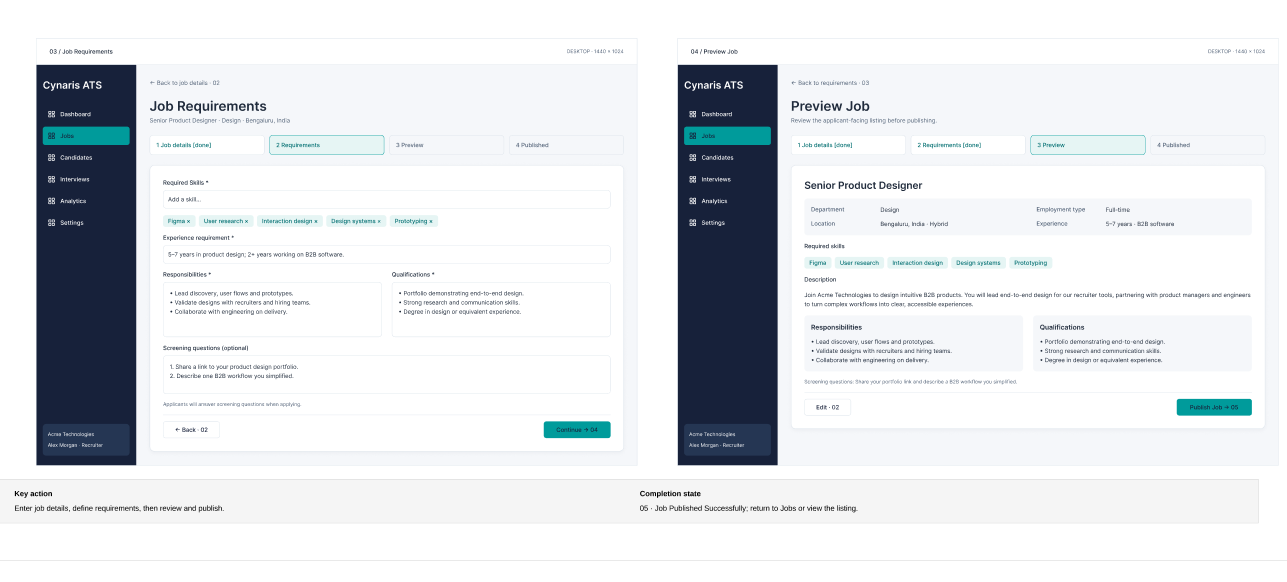 03 / Job Requirements
DESKTOP · 1440 × 1024
Cynaris ATS
Dashboard
Jobs
Candidates
Interviews
Analytics
Settings
Acme Technologies
Alex Morgan · Recruiter
← Back to job details · 02
Job Requirements
Senior Product Designer · Design · Bengaluru, India
1 Job details [done]
2 Requirements
3 Preview
4 Published
Required Skills *
Add a skill...
Figma ×
User research ×
Interaction design ×
Design systems ×
Prototyping ×
Experience requirement *
5–7 years in product design; 2+ years working on B2B software.
Responsibilities *
• Lead discovery, user flows and prototypes.
• Validate designs with recruiters and hiring teams.
• Collaborate with engineering on delivery.
Qualifications *
• Portfolio demonstrating end-to-end design.
• Strong research and communication skills.
• Degree in design or equivalent experience.
Screening questions (optional)
1. Share a link to your product design portfolio.
2. Describe one B2B workflow you simplified.
Applicants will answer screening questions when applying.
← Back · 02
Continue → 04
04 / Preview Job
DESKTOP · 1440 × 1024
Cynaris ATS
Dashboard
Jobs
Candidates
Interviews
Analytics
Settings
Acme Technologies
Alex Morgan · Recruiter
← Back to requirements · 03
Preview Job
Review the applicant-facing listing before publishing.
1 Job details [done]
2 Requirements [done]
3 Preview
4 Published
Senior Product Designer
Department Design
Employment type Full-time
Location Bengaluru, India · Hybrid
Experience 5–7 years · B2B software
Required skills
Figma
User research
Interaction design
Design systems
Prototyping
Description
Join Acme Technologies to design intuitive B2B products. You will lead end-to-end design for our recruiter tools, partnering with product managers and engineers
to turn complex workflows into clear, accessible experiences.
Responsibilities
• Lead discovery, user flows and prototypes.
• Validate designs with recruiters and hiring teams.
• Collaborate with engineering on delivery.
Qualifications
• Portfolio demonstrating end-to-end design.
• Strong research and communication skills.
• Degree in design or equivalent experience.
Screening questions: Share your portfolio link and describe a B2B workflow you simplified.
Edit · 02
Publish Job → 05
Key action
Enter job details, define requirements, then review and publish.
Completion state
05 · Job Published Successfully; return to Jobs or view the listing.